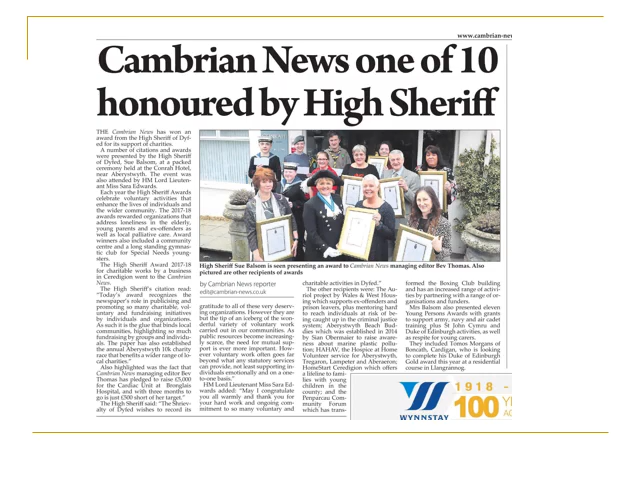 www.cambrian-nev
Cambrian News one of 10
honoured by High Sheriff
THE Cambrian News has won an
award from the High Sheriff of Dyf-
ed for its support of charities.
A number of citations and awards
were presented by the High Sheriff
of Dyfed, Sue Balsom, at a packed
ceremony held at the Conrah Hotel,
near Aberystwyth. The event was
also attended by HM Lord Lieuten-
ant Miss Sara Edwards.
Each year the High Sheriff Awards
celebrate voluntary activities that
enhance the lives of individuals and
the wider community. The 2017-18
awards rewarded organizations that
address loneliness in the elderly,
young parents and ex-offenders as
well as local palliative care. Award
winners also included a community
centre and a long standing gymnas-
tic club for Special Needs young-
sters.
The High Sheriff Award 2017-18
for charitable works by a business
in Ceredigion went to the Cambrian
News.
The High Sheriff's citation read:
"Today's award recognizes the
newspaper's role in publicising and
promoting so many charitable, vol-
untary and fundraising initiatives
by individuals and organizations.
As such it is the glue that binds local
communities, highlighting so much
fundraising by groups and individu-
als. The paper has also established
the annual Aberystwyth 10k charity
race that benefits a wider range of lo-
cal charities."
Also highlighted was the fact that
Cambrian News managing editor Bev
Thomas has pledged to raise £5,000
for the Cardiac Unit at Bronglais
Hospital, and with three months to
go is just £500 short of her target."
The High Sheriff said: "The Shriev-
alty of Dyfed wishes to record its
High Sheriff Sue Balsom is seen presenting an award to Cambrian News managing editor Bev Thomas. Also
pictured are other recipients of awards
by Cambrian News reporter
edit@cambrian-news.co.uk
gratitude to all of these very deserv-
ing organizations. However they are
but the tip of an iceberg of the won-
derful variety of voluntary work
carried out in our communities. As
public resources become increasing-
ly scarce, the need for mutual sup-
port is ever more important. How-
ever voluntary work often goes far
beyond what any statutory services
can provide, not least supporting in-
dividuals emotionally and on a one-
to-one basis."
HM Lord Lieutenant Miss Sara Ed-
wards added: "May I congratulate
you all warmly and thank you for
your hard work and ongoing com-
mitment to so many voluntary and
charitable activities in Dyfed."
The other recipients were: The Au-
riol project by Wales & West Hous-
ing which supports ex-offenders and
prison leavers, plus mentoring hard
to reach individuals at risk of be-
ing caught up in the criminal justice
system; Aberystwyth Beach Bud-
dies which was established in 2014
by Sian Obermaier to raise aware-
ness about marine plastic pollu-
tion; HAHAV, the Hospice at Home
Volunteer service for Aberystwyth,
Tregaron, Lampeter and Aberaeron;
HomeStart Ceredigion which offers
a lifeline to fami-
lies with young
children in the
county; and the
Penparcau Com-
munity Forum
which has trans-
formed the Boxing Club building
and has an increased range of activi-
ties by partnering with a range of or-
ganisations and funders.
Mrs Balsom also presented eleven
Young Persons Awards with grants
to support army, navy and air cadet
training plus St John Cymru and
Duke of Edinburgh activities, as well
as respite for young carers.
They included Tomos Morgans of
Boncath, Cardigan, who is looking
to complete his Duke of Edinburgh
Gold award this year at a residential
course in Llangrannog.
WYNNSTAY
1918 -
100